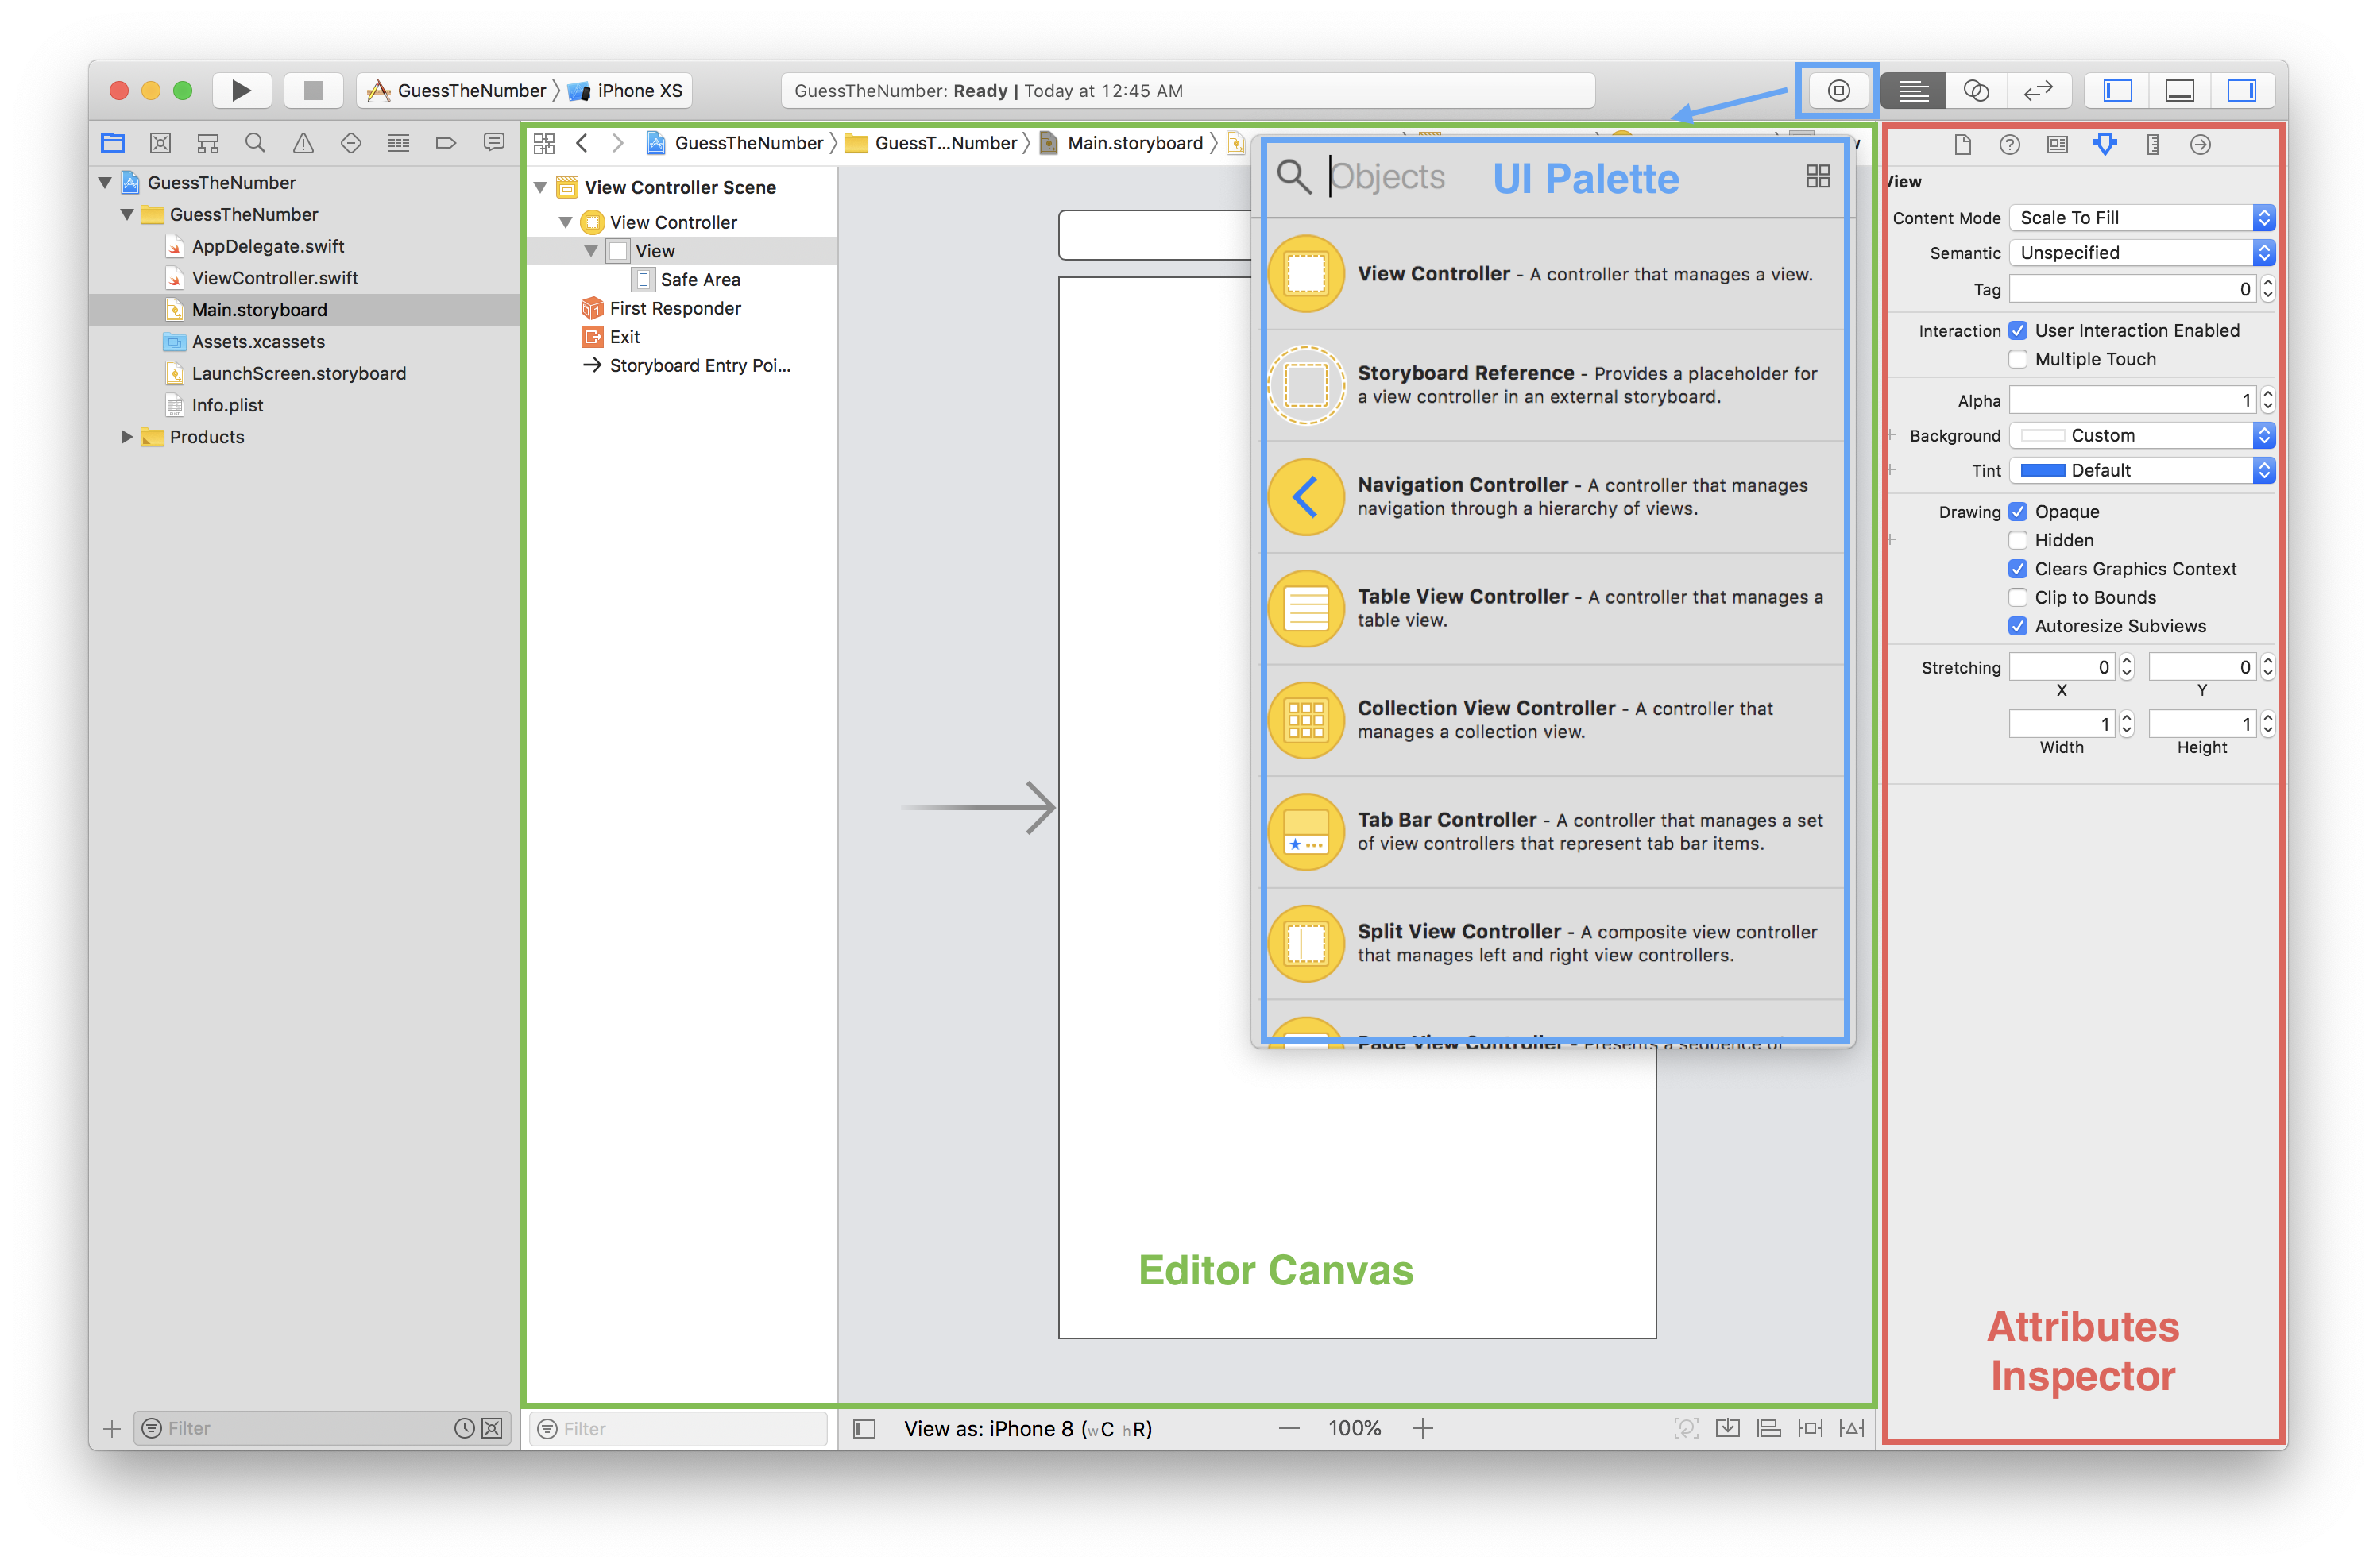 GuessTheNumber iPhone XS
GuessTheNumber: Ready | Today at 12:45 AM
GuessTheNumber
GuessTheNumber
AppDelegate.swift
ViewController.swift
Main.storyboard
Assets.xcassets
LaunchScreen.storyboard
Info.plist
Products
Filter
GuessTheNumber GuessT...Number Main.storyboard
View Controller Scene
View Controller
View
Safe Area
First Responder
Exit
Storyboard Entry Poi...
Filter
Objects UI Palette
View Controller - A controller that manages a view.
Storyboard Reference - Provides a placeholder for
a view controller in an external storyboard.
Navigation Controller - A controller that manages
navigation through a hierarchy of views.
Table View Controller - A controller that manages a
table view.
Collection View Controller - A controller that
manages a collection view.
Tab Bar Controller - A controller that manages a set
of view controllers that represent tab bar items.
Split View Controller - A composite view controller
that manages left and right view controllers.
Page View Controller - Presents a sequence of
Editor Canvas
View as: iPhone 8 (wC hR)
100%
View
Content Mode Scale To Fill
Semantic Unspecified
Tag 0
Interaction User Interaction Enabled
Multiple Touch
Alpha 1
Background Custom
Tint Default
Drawing Opaque
Hidden
Clears Graphics Context
Clip to Bounds
Autoresize Subviews
Stretching 0 0
X Y
1 1
Width Height
Attributes
Inspector